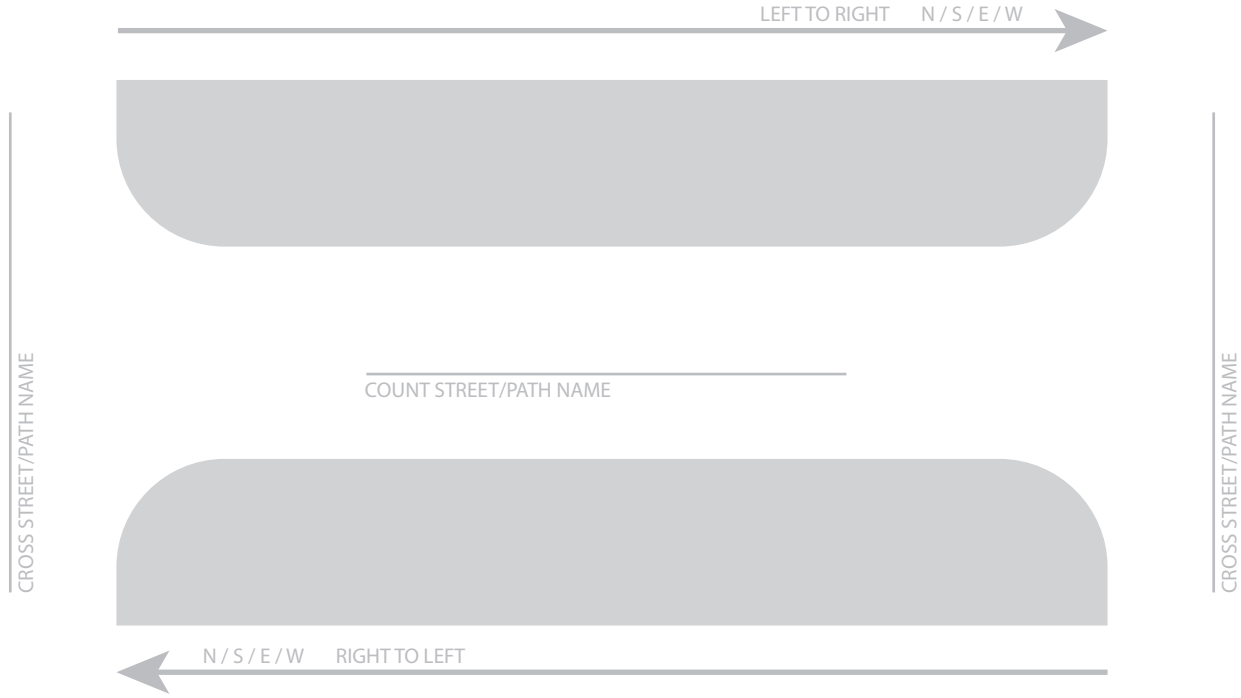 LEFT TO RIGHT N / S / E / W
CROSS STREET/PATH NAME
COUNT STREET/PATH NAME
CROSS STREET/PATH NAME
N / S / E / W RIGHT TO LEFT